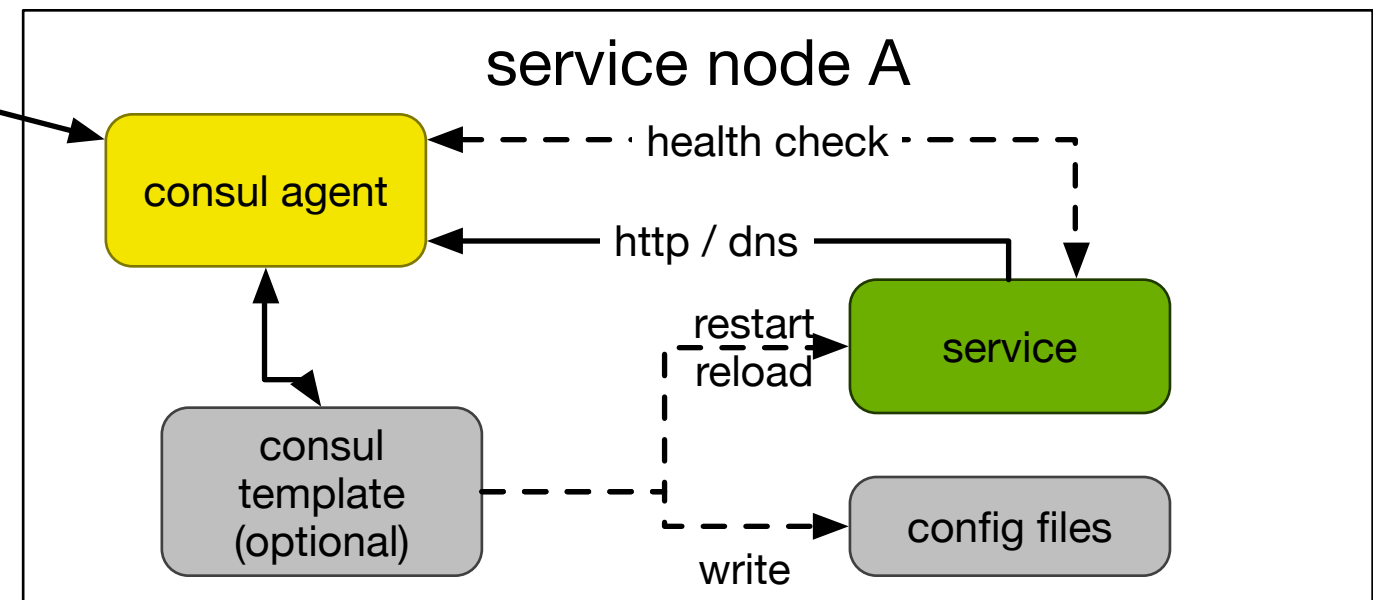 service node A
health check
consul agent
http / dns
restart
reload
service
consul
template
(optional)
config files
write